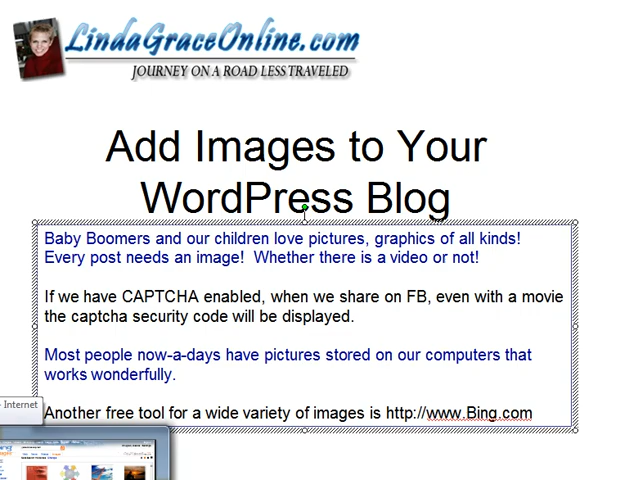 LindaGraceOnline.com
JOURNEY ON A ROAD LESS TRAVELED
Add Images to Your
WordPress Blog
Baby Boomers and our children love pictures, graphics of all kinds!
Every post needs an image!  Whether there is a video or not!
If we have CAPTCHA enabled, when we share on FB, even with a movie
the captcha security code will be displayed.
Most people now-a-days have pictures stored on our computers that
works wonderfully.
- Internet
Another free tool for a wide variety of images is http://www.Bing.com